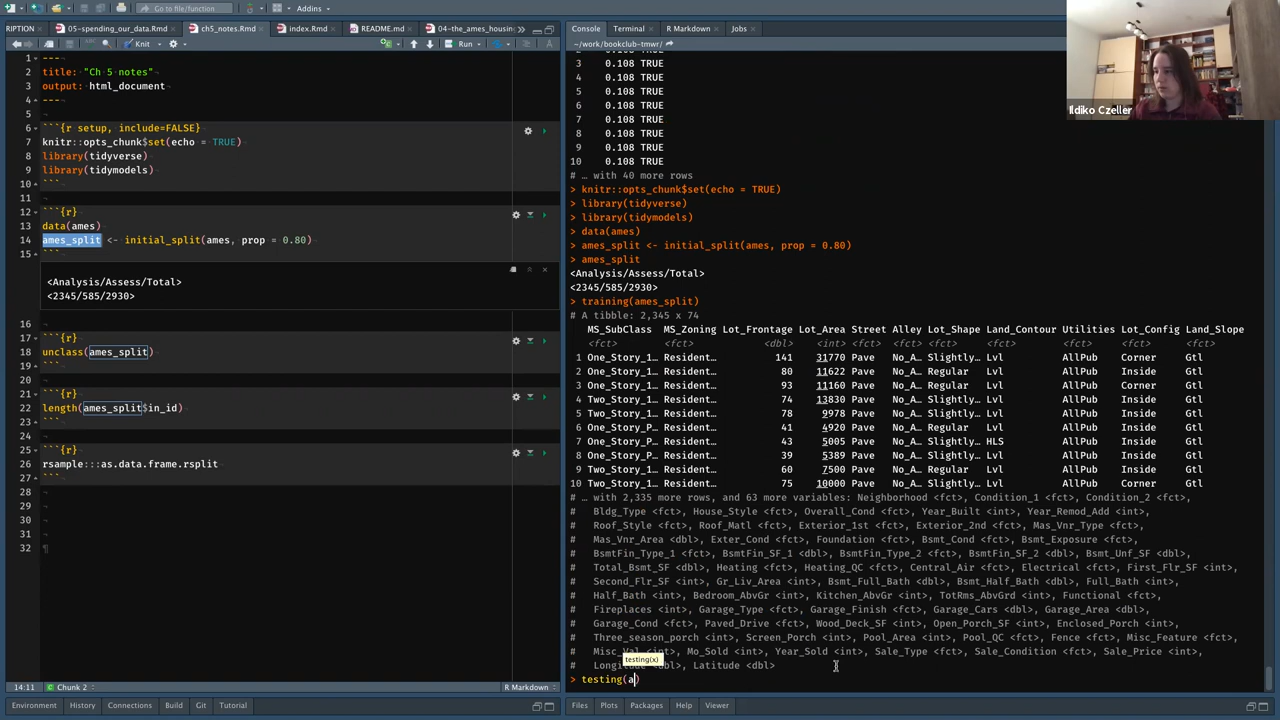 Go to file/function
Addins
RIPTION
05-spending_our_data.Rmd
ch5_notes.Rmd
index.Rmd
README.md
04-the_ames_housin
Knit
Run
1 ---
2 title: "Ch 5 notes"
3 output: html_document
4 ---
5
6 ```{r setup, include=FALSE}
7 knitr::opts_chunk$set(echo = TRUE)
8 library(tidyverse)
9 library(tidymodels)
10 ```
11
12 ```{r}
13 data(ames)
14 ames_split <- initial_split(ames, prop = 0.80)
15 ```
<Analysis/Assess/Total>
<2345/585/2930>
16
17 ```{r}
18 unclass(ames_split)
19 ```
20
21 ```{r}
22 length(ames_split$in_id)
23 ```
24
25 ```{r}
26 rsample:::as.data.frame.rsplit
27 ```
28
29
30
31
32
14:11 Chunk 2 R Markdown
Environment History Connections Build Git Tutorial
Console Terminal R Markdown Jobs
~/work/bookclub-tmwr/
3 0.108 TRUE
4 0.108 TRUE
5 0.108 TRUE
6 0.108 TRUE
7 0.108 TRUE
8 0.108 TRUE
9 0.108 TRUE
10 0.108 TRUE
# … with 40 more rows
> knitr::opts_chunk$set(echo = TRUE)
> library(tidyverse)
> library(tidymodels)
> data(ames)
> ames_split <- initial_split(ames, prop = 0.80)
> ames_split
<Analysis/Assess/Total>
<2345/585/2930>
> training(ames_split)
# A tibble: 2,345 x 74
MS_SubClass MS_Zoning Lot_Frontage Lot_Area Street Alley Lot_Shape Land_Contour Utilities Lot_Config Land_Slope
<fct> <fct> <dbl> <int> <fct> <fct> <fct> <fct> <fct> <fct> <fct>
1 One_Story_1… Resident… 141 31770 Pave No_A… Slightly… Lvl AllPub Corner Gtl
2 One_Story_1… Resident… 80 11622 Pave No_A… Regular Lvl AllPub Inside Gtl
3 One_Story_1… Resident… 93 11160 Pave No_A… Regular Lvl AllPub Corner Gtl
4 Two_Story_1… Resident… 74 13830 Pave No_A… Slightly… Lvl AllPub Inside Gtl
5 Two_Story_1… Resident… 78 9978 Pave No_A… Slightly… Lvl AllPub Inside Gtl
6 One_Story_P… Resident… 41 4920 Pave No_A… Regular Lvl AllPub Inside Gtl
7 One_Story_P… Resident… 43 5005 Pave No_A… Slightly… HLS AllPub Inside Gtl
8 One_Story_P… Resident… 39 5389 Pave No_A… Slightly… Lvl AllPub Inside Gtl
9 Two_Story_1… Resident… 60 7500 Pave No_A… Regular Lvl AllPub Inside Gtl
10 Two_Story_1… Resident… 75 10000 Pave No_A… Slightly… Lvl AllPub Corner Gtl
# … with 2,335 more rows, and 63 more variables: Neighborhood <fct>, Condition_1 <fct>, Condition_2 <fct>,
# Bldg_Type <fct>, House_Style <fct>, Overall_Cond <fct>, Year_Built <int>, Year_Remod_Add <int>,
# Roof_Style <fct>, Roof_Matl <fct>, Exterior_1st <fct>, Exterior_2nd <fct>, Mas_Vnr_Type <fct>,
# Mas_Vnr_Area <dbl>, Exter_Cond <fct>, Foundation <fct>, Bsmt_Cond <fct>, Bsmt_Exposure <fct>,
# BsmtFin_Type_1 <fct>, BsmtFin_SF_1 <dbl>, BsmtFin_Type_2 <fct>, BsmtFin_SF_2 <dbl>, Bsmt_Unf_SF <dbl>,
# Total_Bsmt_SF <dbl>, Heating <fct>, Heating_QC <fct>, Central_Air <fct>, Electrical <fct>, First_Flr_SF <int>,
# Second_Flr_SF <int>, Gr_Liv_Area <int>, Bsmt_Full_Bath <dbl>, Bsmt_Half_Bath <dbl>, Full_Bath <int>,
# Half_Bath <int>, Bedroom_AbvGr <int>, Kitchen_AbvGr <int>, TotRms_AbvGrd <int>, Functional <fct>,
# Fireplaces <int>, Garage_Type <fct>, Garage_Finish <fct>, Garage_Cars <dbl>, Garage_Area <dbl>,
# Garage_Cond <fct>, Paved_Drive <fct>, Wood_Deck_SF <int>, Open_Porch_SF <int>, Enclosed_Porch <int>,
# Three_season_porch <int>, Screen_Porch <int>, Pool_Area <int>, Pool_QC <fct>, Fence <fct>, Misc_Feature <fct>,
# Misc_Val <int>, Mo_Sold <int>, Year_Sold <int>, Sale_Type <fct>, Sale_Condition <fct>, Sale_Price <int>,
testing(x)
# Longitude <dbl>, Latitude <dbl>
> testing(a)
Files Plots Packages Help Viewer
Ildiko Czeller